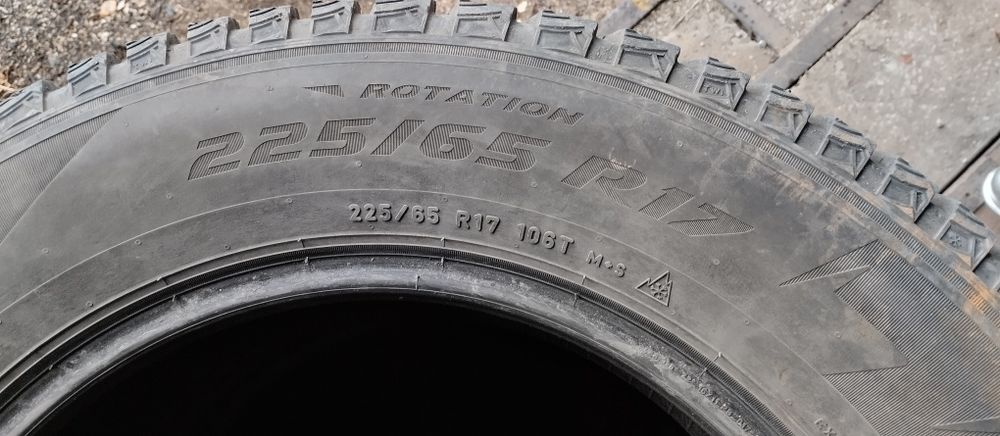 ROTATION
225/65 R17
225/65 R17 106T M+S